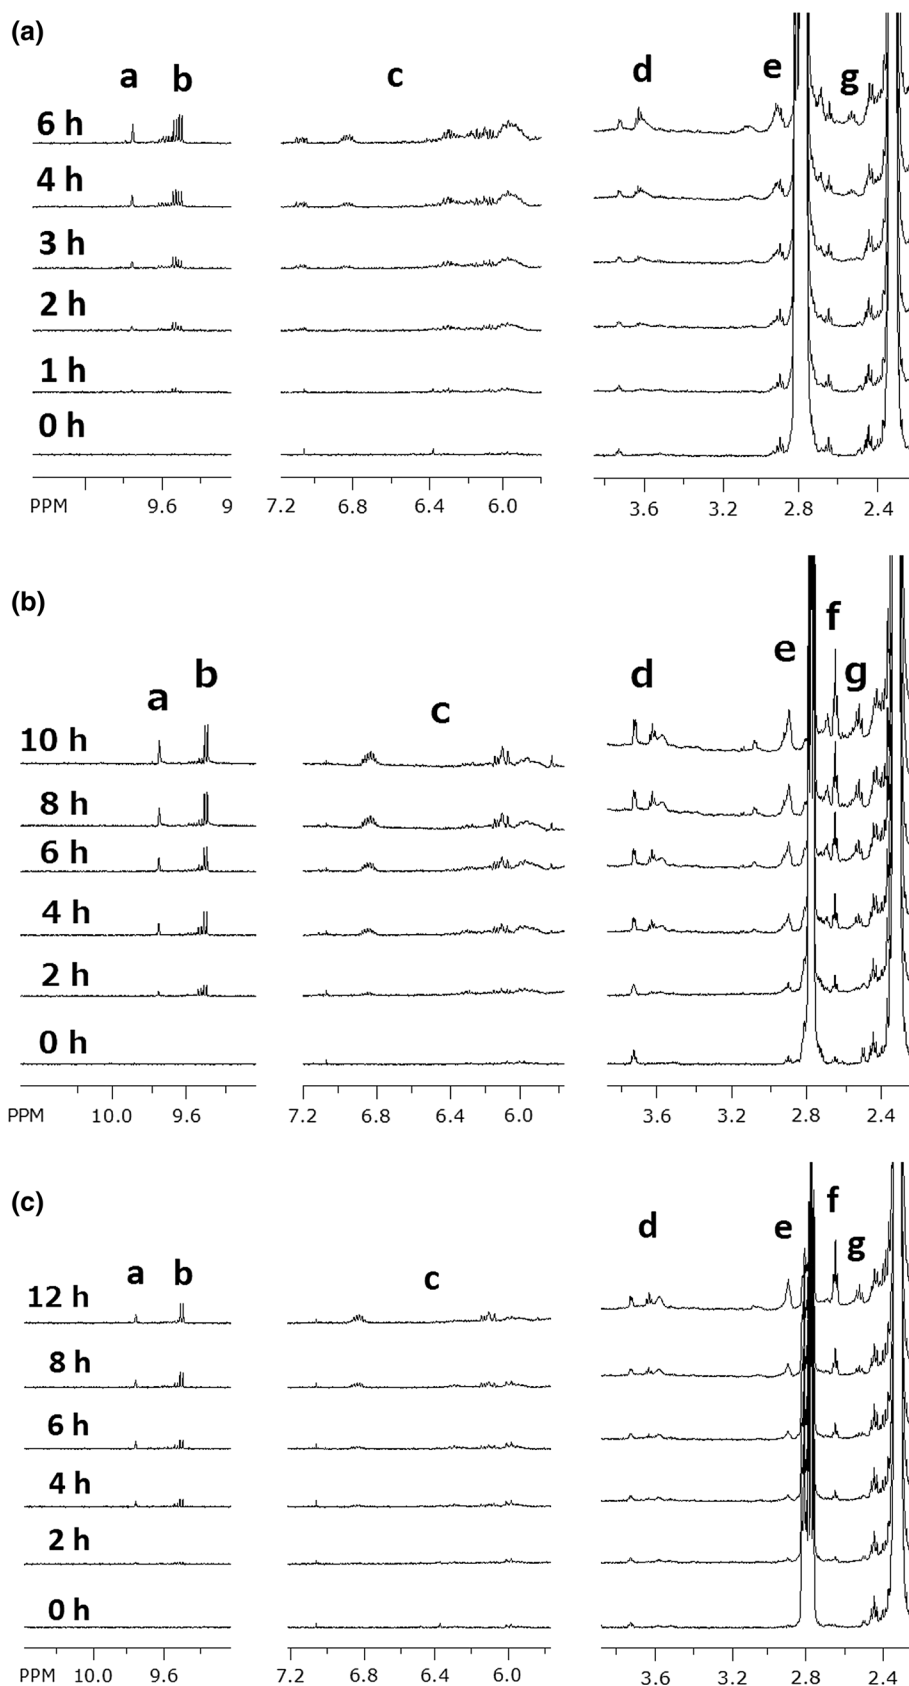 (a)
a b c d e g
6 h
4 h
3 h
2 h
1 h
0 h
PPM 9.6 9 7.2 6.8 6.4 6.0 3.6 3.2 2.8 2.4
(b)
a b c d e f g
10 h
8 h
6 h
4 h
2 h
0 h
PPM 10.0 9.6 7.2 6.8 6.4 6.0 3.6 3.2 2.8 2.4
(c)
a b c d e f g
12 h
8 h
6 h
4 h
2 h
0 h
PPM 10.0 9.6 7.2 6.8 6.4 6.0 3.6 3.2 2.8 2.4